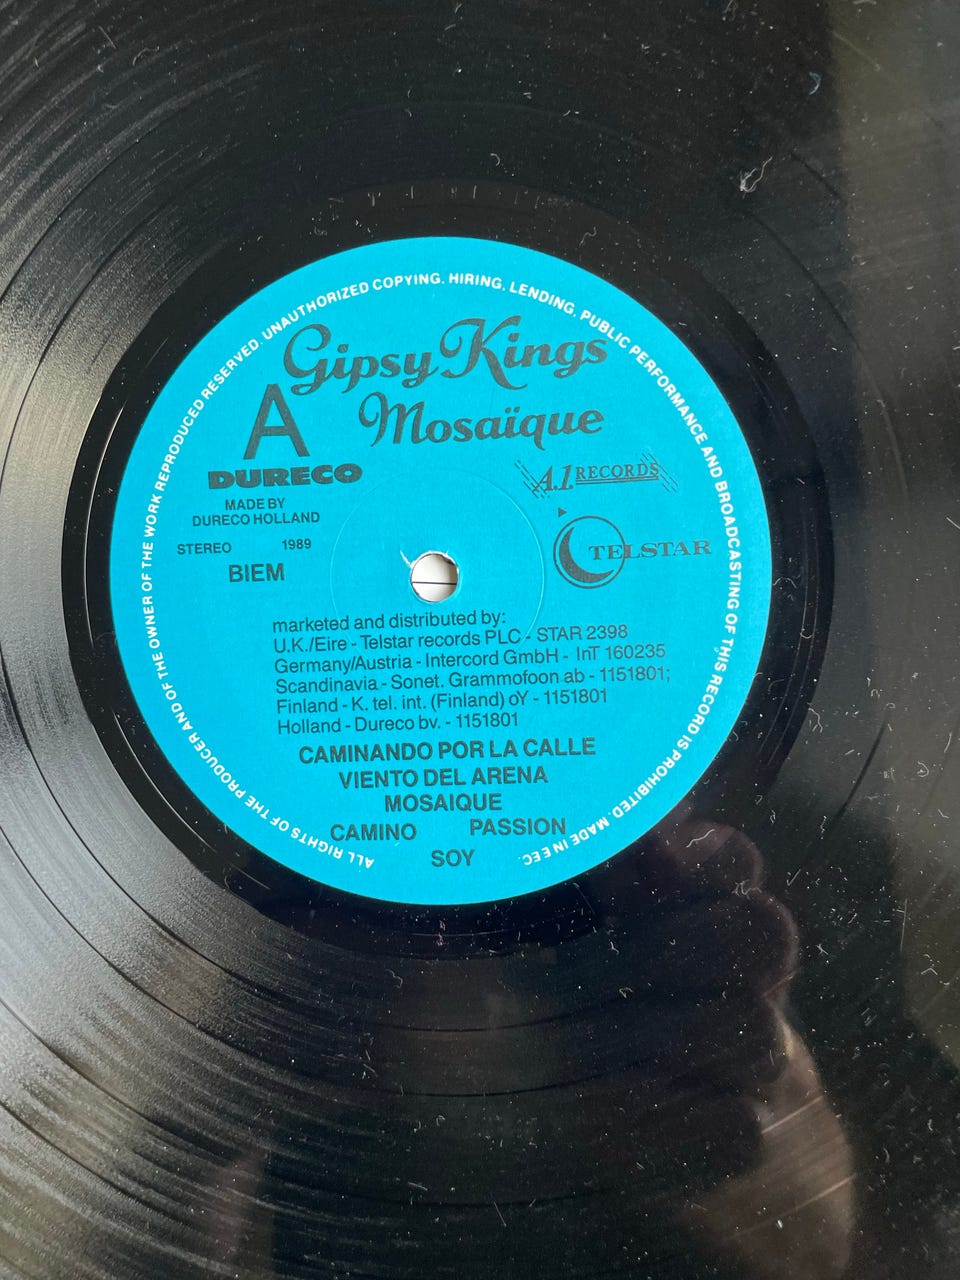 ALL RIGHTS OF THE PRODUCER AND OF THE OWNER OF THE WORK REPRODUCED RESERVED. UNAUTHORIZED COPYING. HIRING. LENDING. PUBLIC PERFORMANCE AND BROADCASTING OF THIS RECORD IS PROHIBITED. MADE IN EEC.
Gipsy Kings
A
Mosaïque
DURECO
A.1 RECORDS
MADE BY
DURECO HOLLAND
STEREO 1989
TELSTAR
BIEM
marketed and distributed by:
U.K./Eire - Telstar records PLC - STAR 2398
Germany/Austria - Intercord GmbH - InT 160235
Scandinavia - Sonet. Grammofoon ab - 1151801;
Finland - K. tel. int. (Finland) oY - 1151801
Holland - Dureco bv. - 1151801
CAMINANDO POR LA CALLE
VIENTO DEL ARENA
MOSAIQUE
CAMINO PASSION
SOY